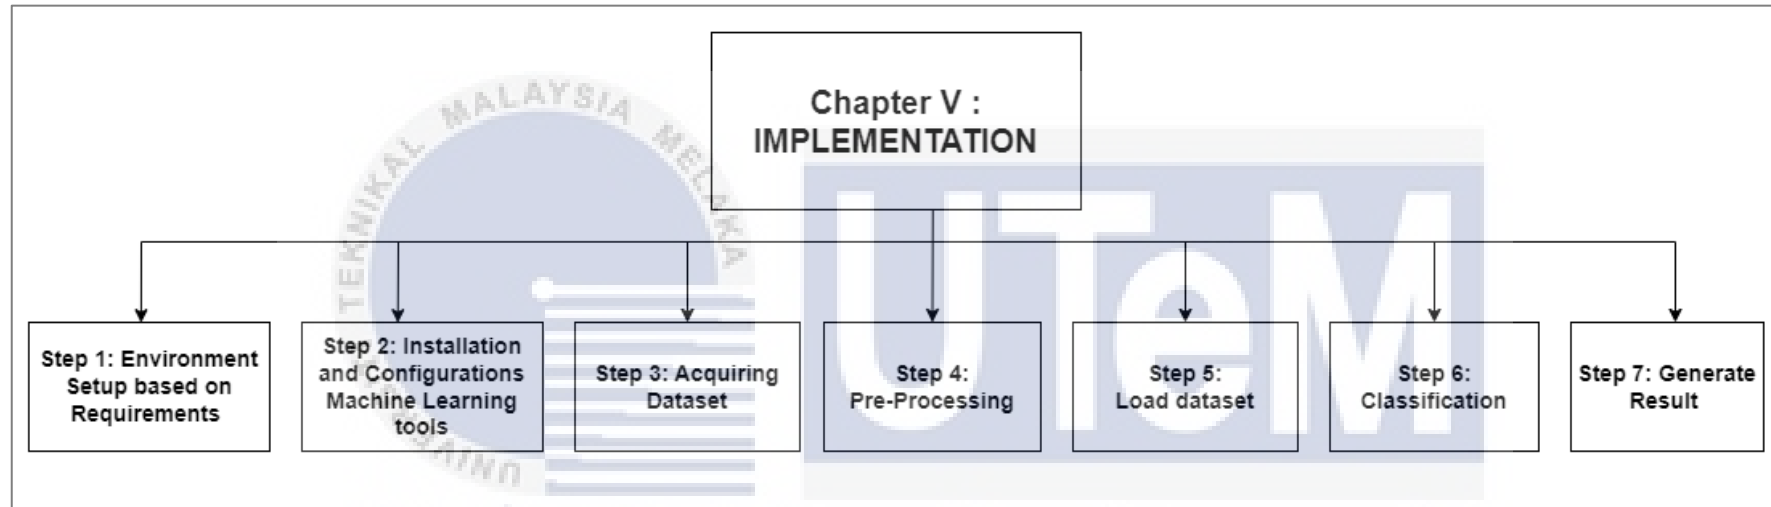 Chapter V :
IMPLEMENTATION
Step 1: Environment
Setup based on
Requirements
Step 2: Installation
and Configurations
Machine Learning
tools
Step 3: Acquiring
Dataset
Step 4:
Pre-Processing
Step 5:
Load dataset
Step 6:
Classification
Step 7: Generate
Result
TEKNIKAL MALAYSIA MELAKA
UTeM